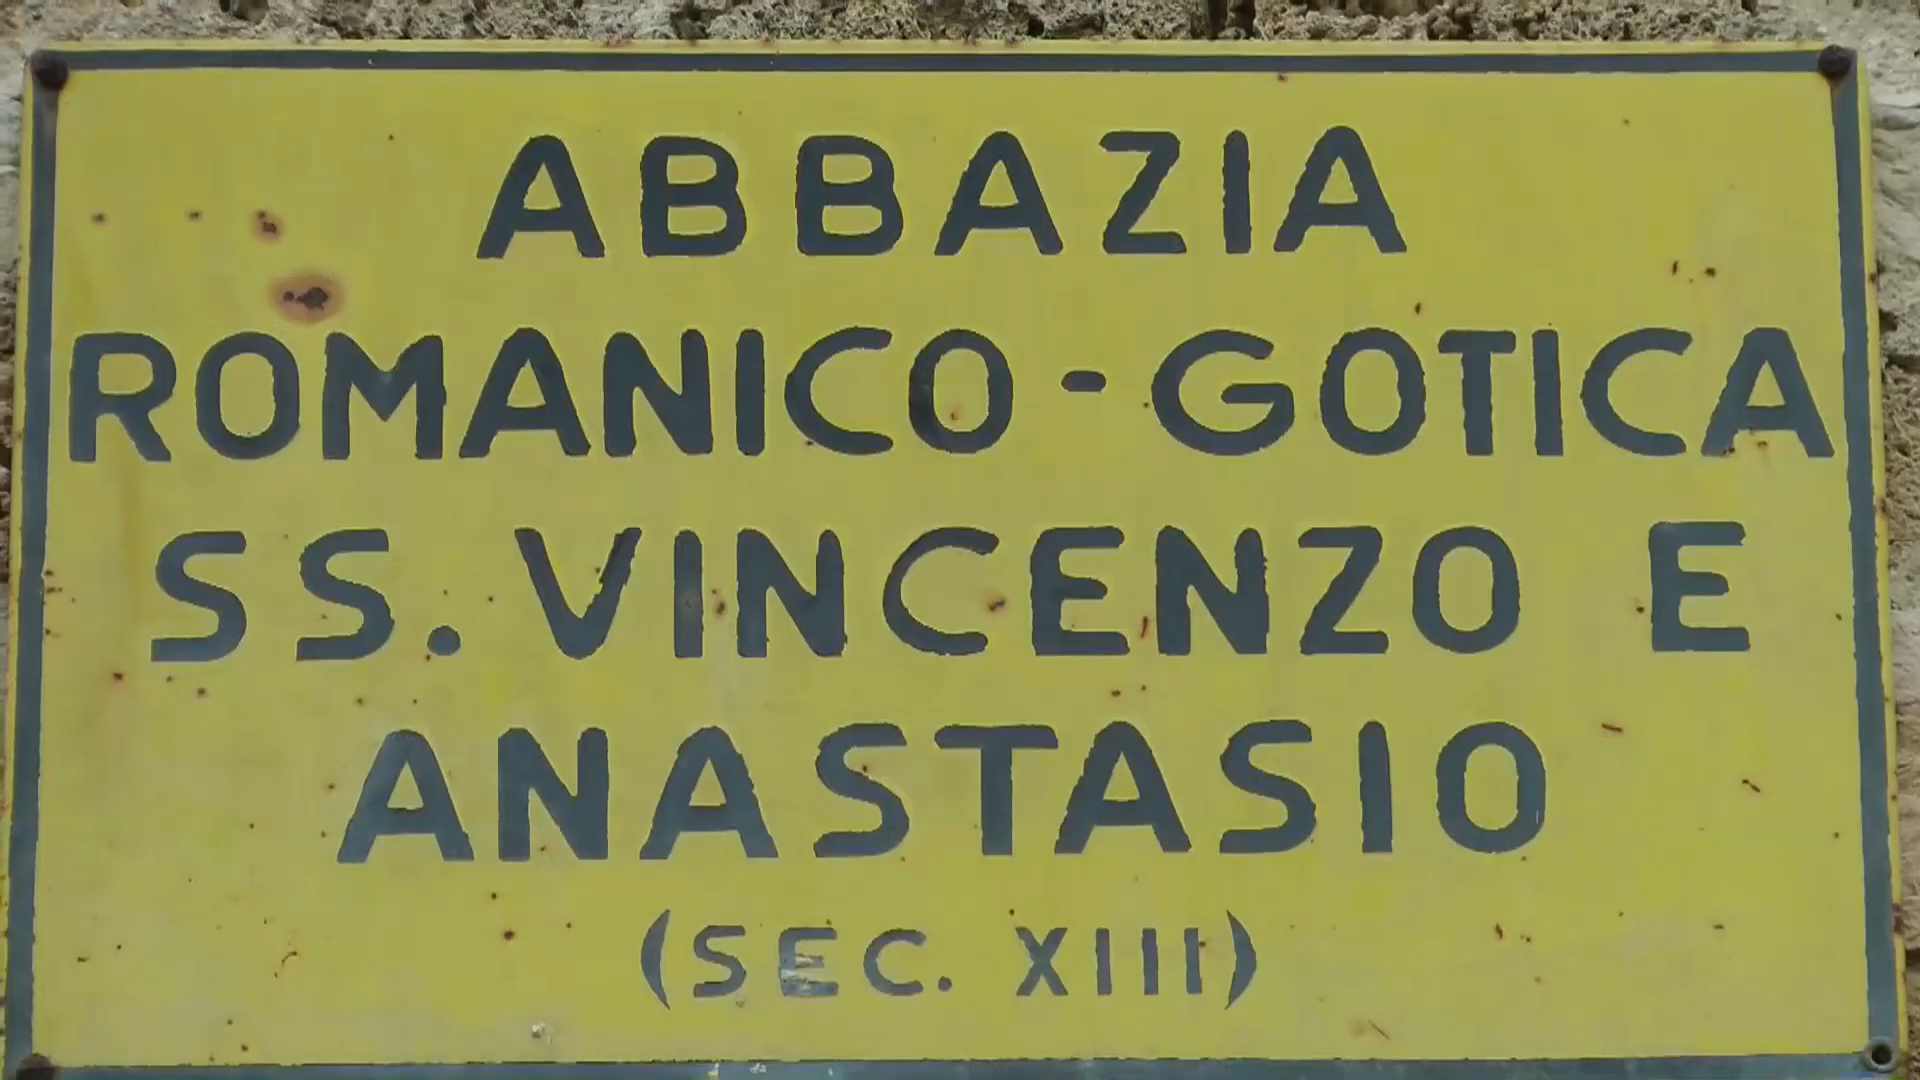 ABBAZIA
ROMANICO-GOTICA
SS. VINCENZO E
ANASTASIO
(SEC. XIII)